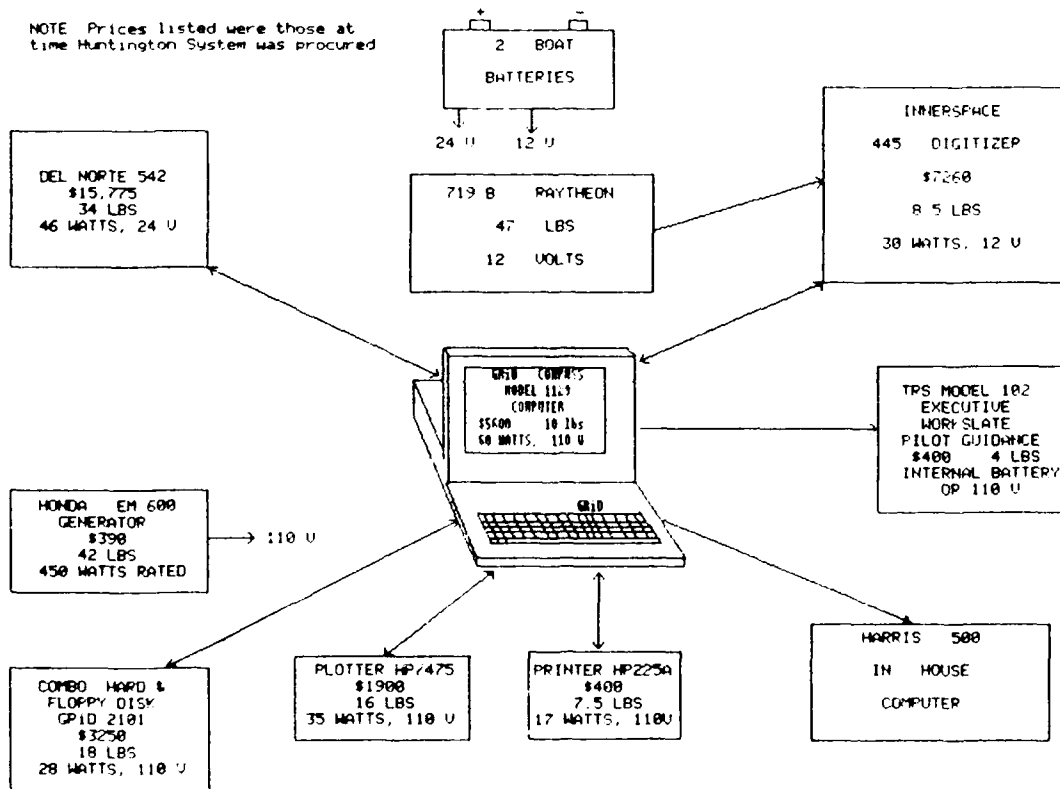 NOTE Prices listed were those at
time Huntington System was procured
+ -
2 BOAT
BATTERIES
24 V 12 V
DEL NORTE 542
$15,775
34 LBS
46 WATTS, 24 V
719 B RAYTHEON
47 LBS
12 VOLTS
INNERSPACE
445 DIGITIZER
$7260
8.5 LBS
30 WATTS, 12 V
GRiD COMPASS
MODEL 1129
COMPUTER
$5600 10 lbs
60 WATTS, 110 V
GRiD
TRS MODEL 102
EXECUTIVE
WORKSLATE
PILOT GUIDANCE
$400 4 LBS
INTERNAL BATTERY
OR 110 V
HONDA EM 600
GENERATOR
$390
42 LBS
450 WATTS RATED
110 V
COMBO HARD &
FLOPPY DISK
GRiD 2101
$3250
18 LBS
28 WATTS, 110 V
PLOTTER HP7475
$1900
16 LBS
35 WATTS, 110 V
PRINTER HP225A
$400
7.5 LBS
17 WATTS, 110V
HARRIS 500
IN HOUSE
COMPUTER